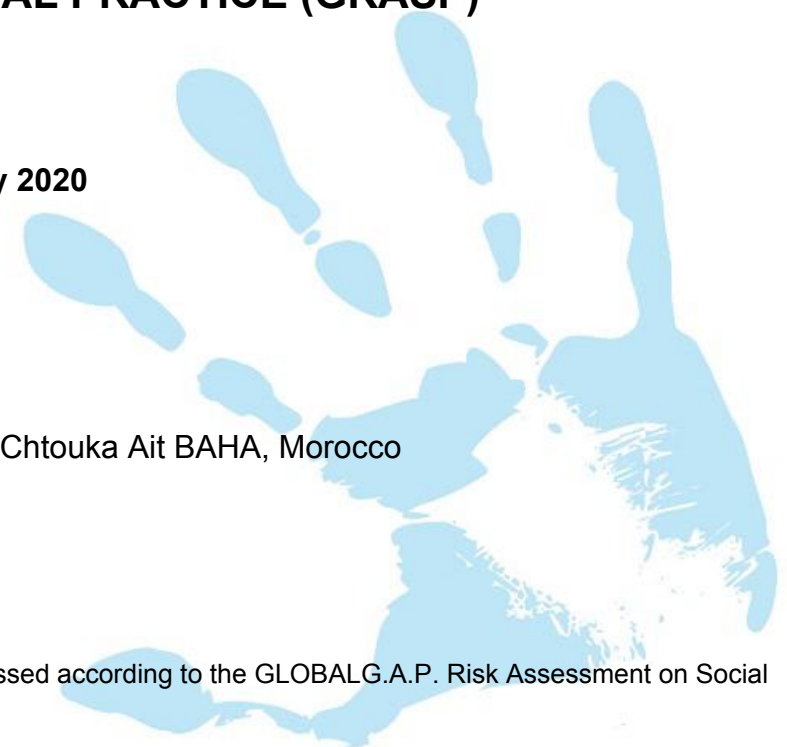 AL PRACTICE (GRASP)
y 2020
Chtouka Ait BAHA, Morocco
ssed according to the GLOBALG.A.P. Risk Assessment on Social